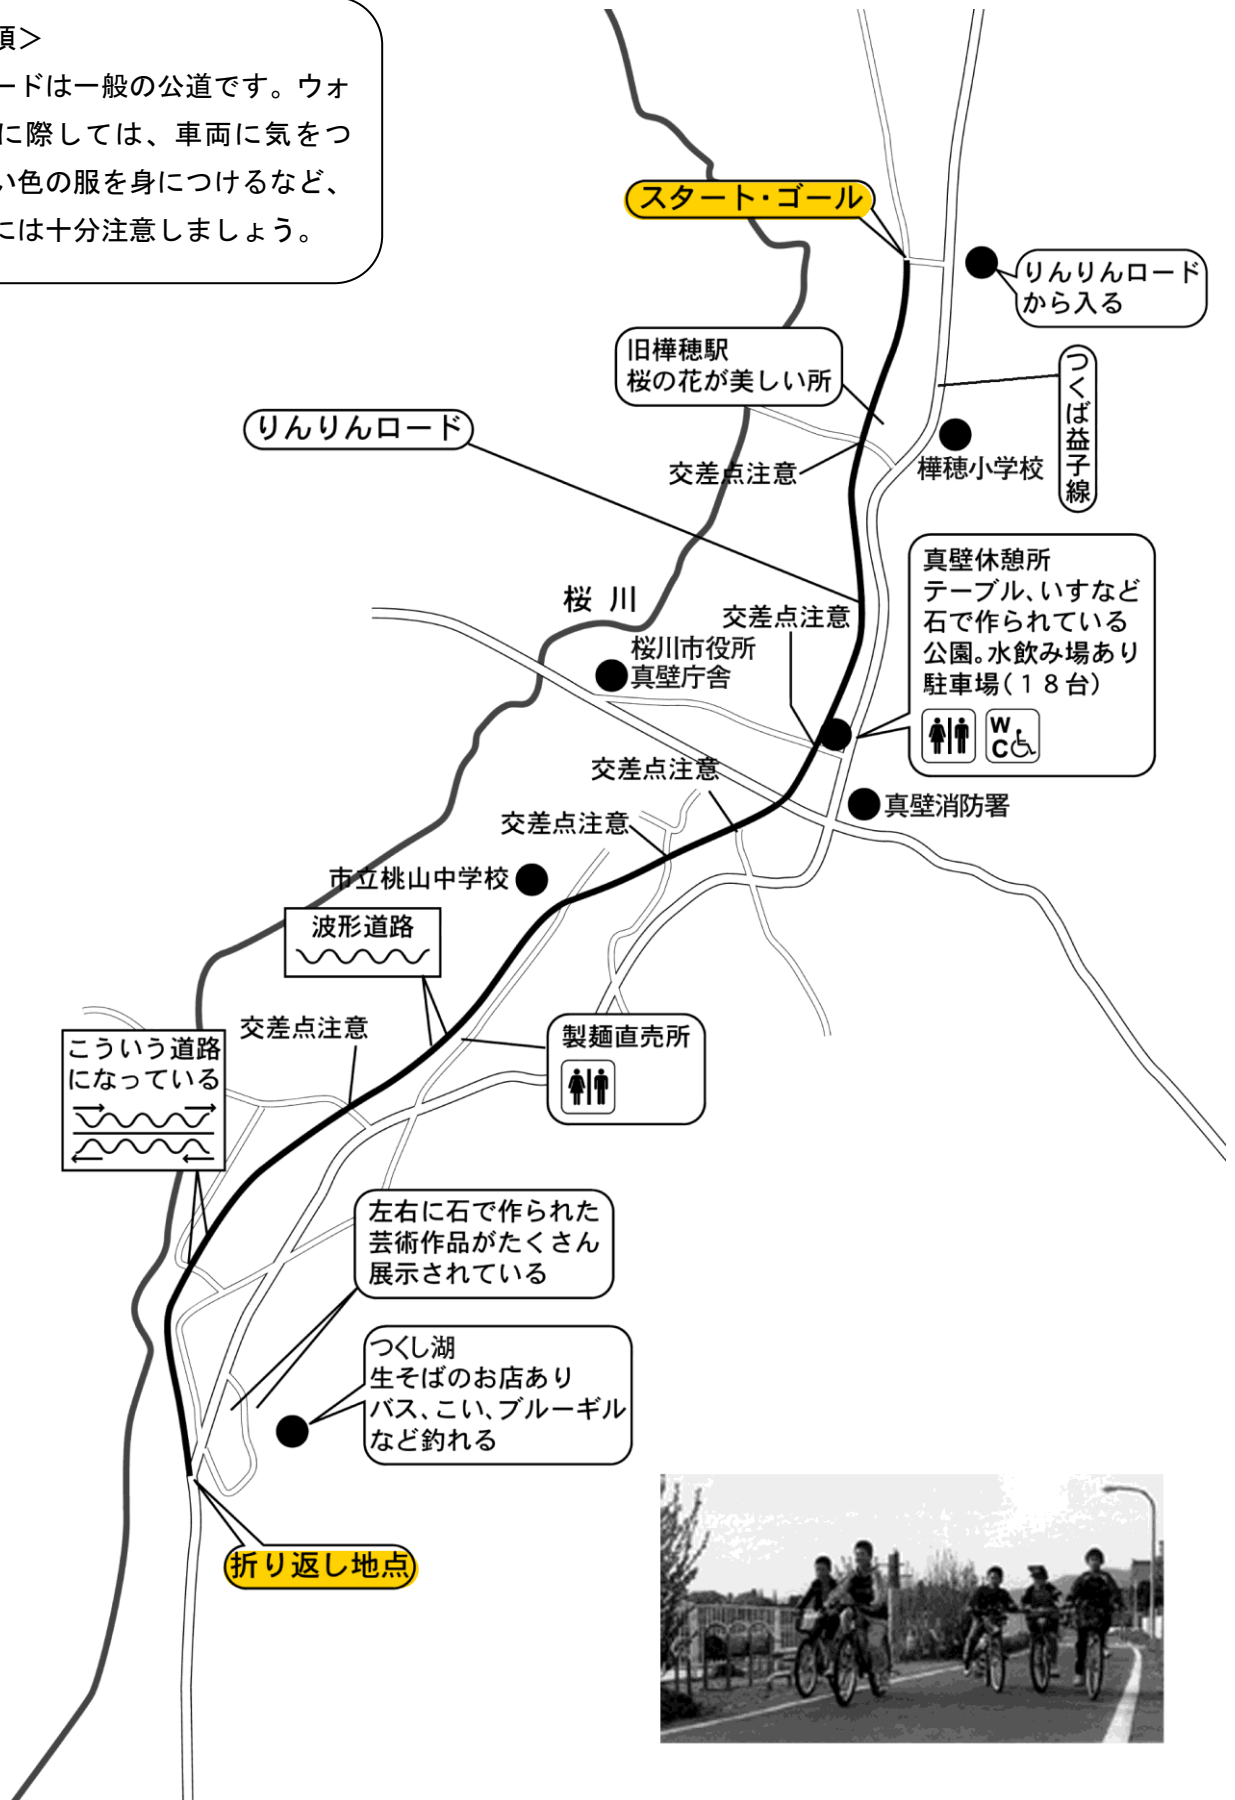 項＞
ードは一般の公道です。ウォ
に際しては、車両に気をつ
い色の服を身につけるなど、
には十分注意しましょう。
スタート・ゴール
りんりんロード
から入る
旧樺穂駅
桜の花が美しい所
つくば益子線
りんりんロード
交差点注意
樺穂小学校
真壁休憩所
テーブル、いすなど
石で作られている
公園。水飲み場あり
駐車場(１８台)
WC
桜 川
交差点注意
桜川市役所
真壁庁舎
交差点注意
真壁消防署
交差点注意
市立桃山中学校
波形道路
交差点注意
製麺直売所
こういう道路
になっている
左右に石で作られた
芸術作品がたくさん
展示されている
つくし湖
生そばのお店あり
バス、こい、ブルーギル
など釣れる
折り返し地点